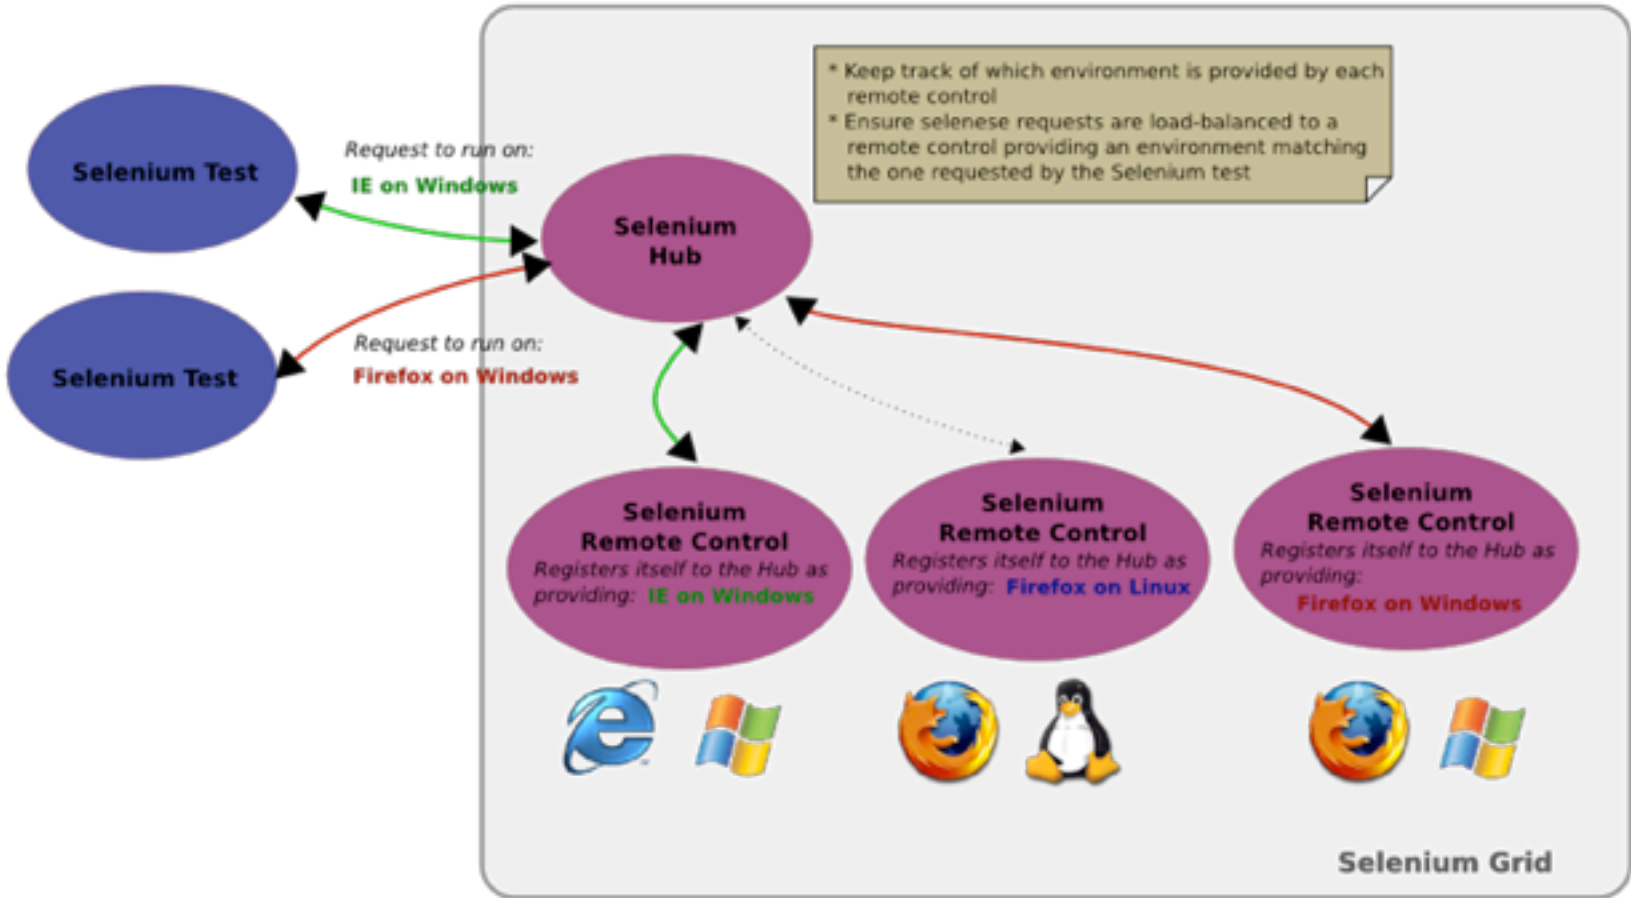 * Keep track of which environment is provided by each
remote control
* Ensure selenese requests are load-balanced to a
remote control providing an environment matching
the one requested by the Selenium test
Selenium Test
Request to run on:
IE on Windows
Selenium
Hub
Selenium Test
Request to run on:
Firefox on Windows
Selenium
Remote Control
Registers itself to the Hub as
providing: IE on Windows
Selenium
Remote Control
Registers itself to the Hub as
providing: Firefox on Linux
Selenium
Remote Control
Registers itself to the Hub as
providing:
Firefox on Windows
Selenium Grid